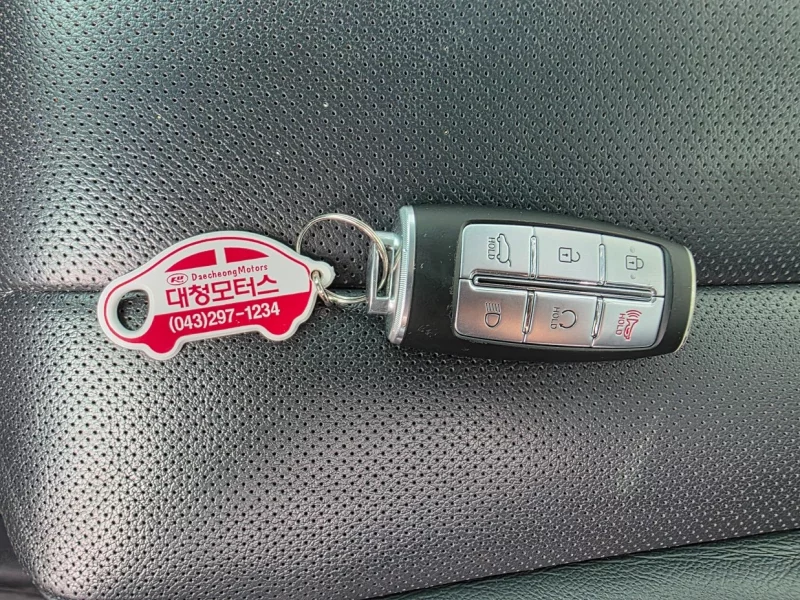 DaecheongMotors
대청모터스
(043)297-1234
HOLD
HOLD
HOLD